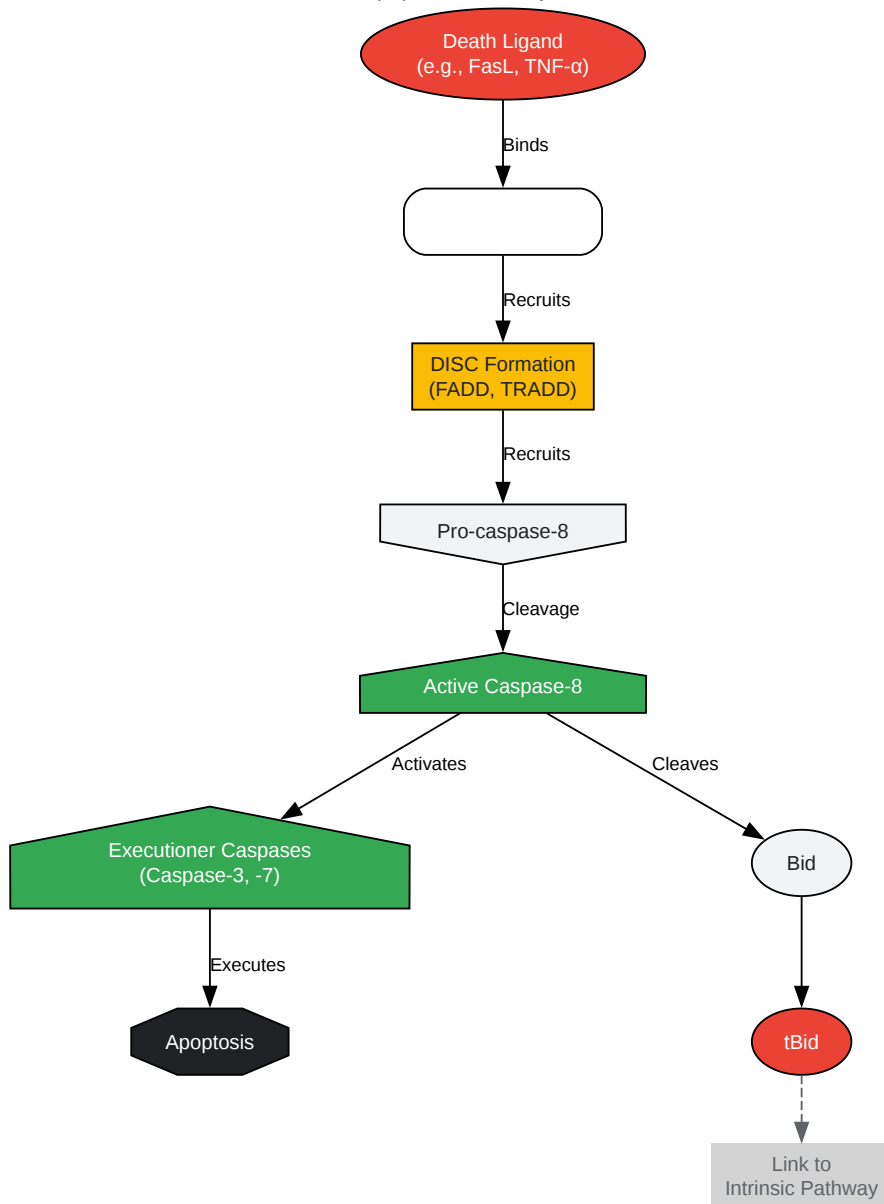 Death Ligand
(e.g., FasL, TNF-α)
Binds
Recruits
DISC Formation
(FADD, TRADD)
Recruits
Pro-caspase-8
Cleavage
Active Caspase-8
Activates
Cleaves
Executioner Caspases
(Caspase-3, -7)
Bid
Executes
Apoptosis
tBid
Link to
Intrinsic Pathway